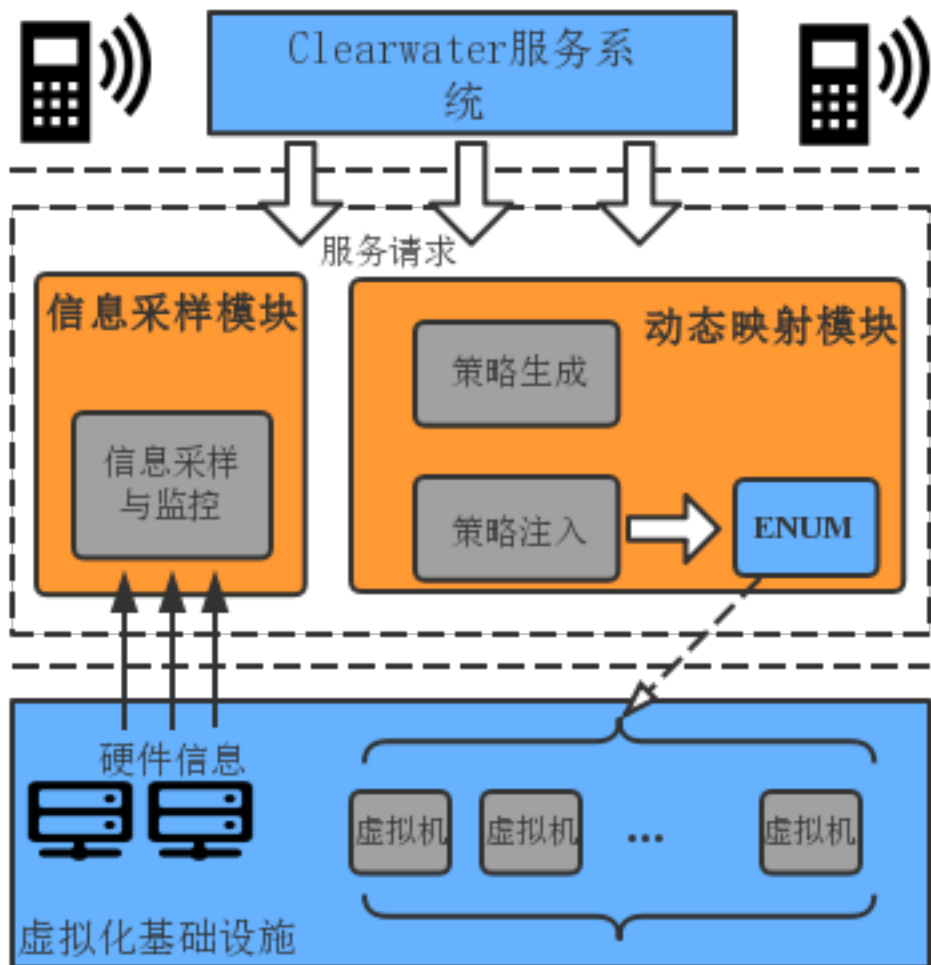 Clearwater服务系
统
服务请求
信息采样模块
动态映射模块
策略生成
信息采样
与监控
策略注入
ENUM
硬件信息
虚拟机
虚拟机
...
虚拟机
虚拟化基础设施